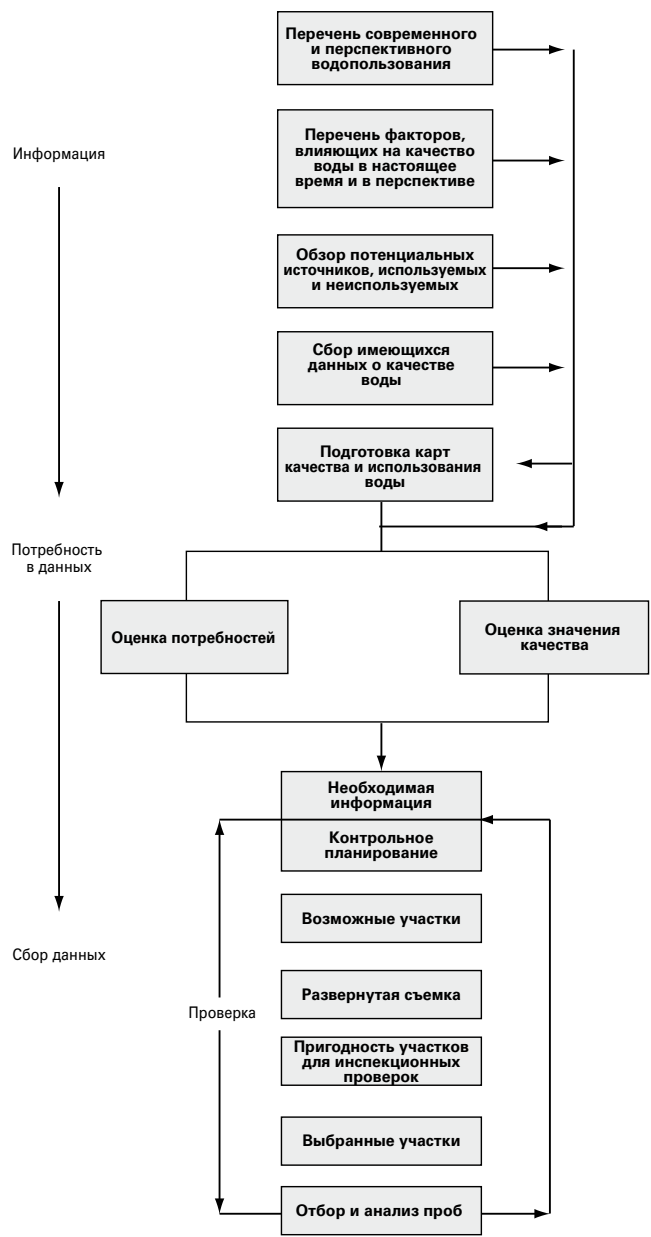 Перечень современного
и перспективного
водопользования
Информация
Перечень факторов,
влияющих на качество
воды в настоящее
время и в перспективе
Обзор потенциальных
источников, используемых
и неиспользуемых
Сбор имеющихся
данных о качестве
воды
Подготовка карт
качества и использования
воды
Потребность
в данных
Оценка потребностей
Оценка значения
качества
Необходимая
информация
Контрольное
планирование
Возможные участки
Сбор данных
Развернутая съемка
Проверка
Пригодность участков
для инспекционных
проверок
Выбранные участки
Отбор и анализ проб